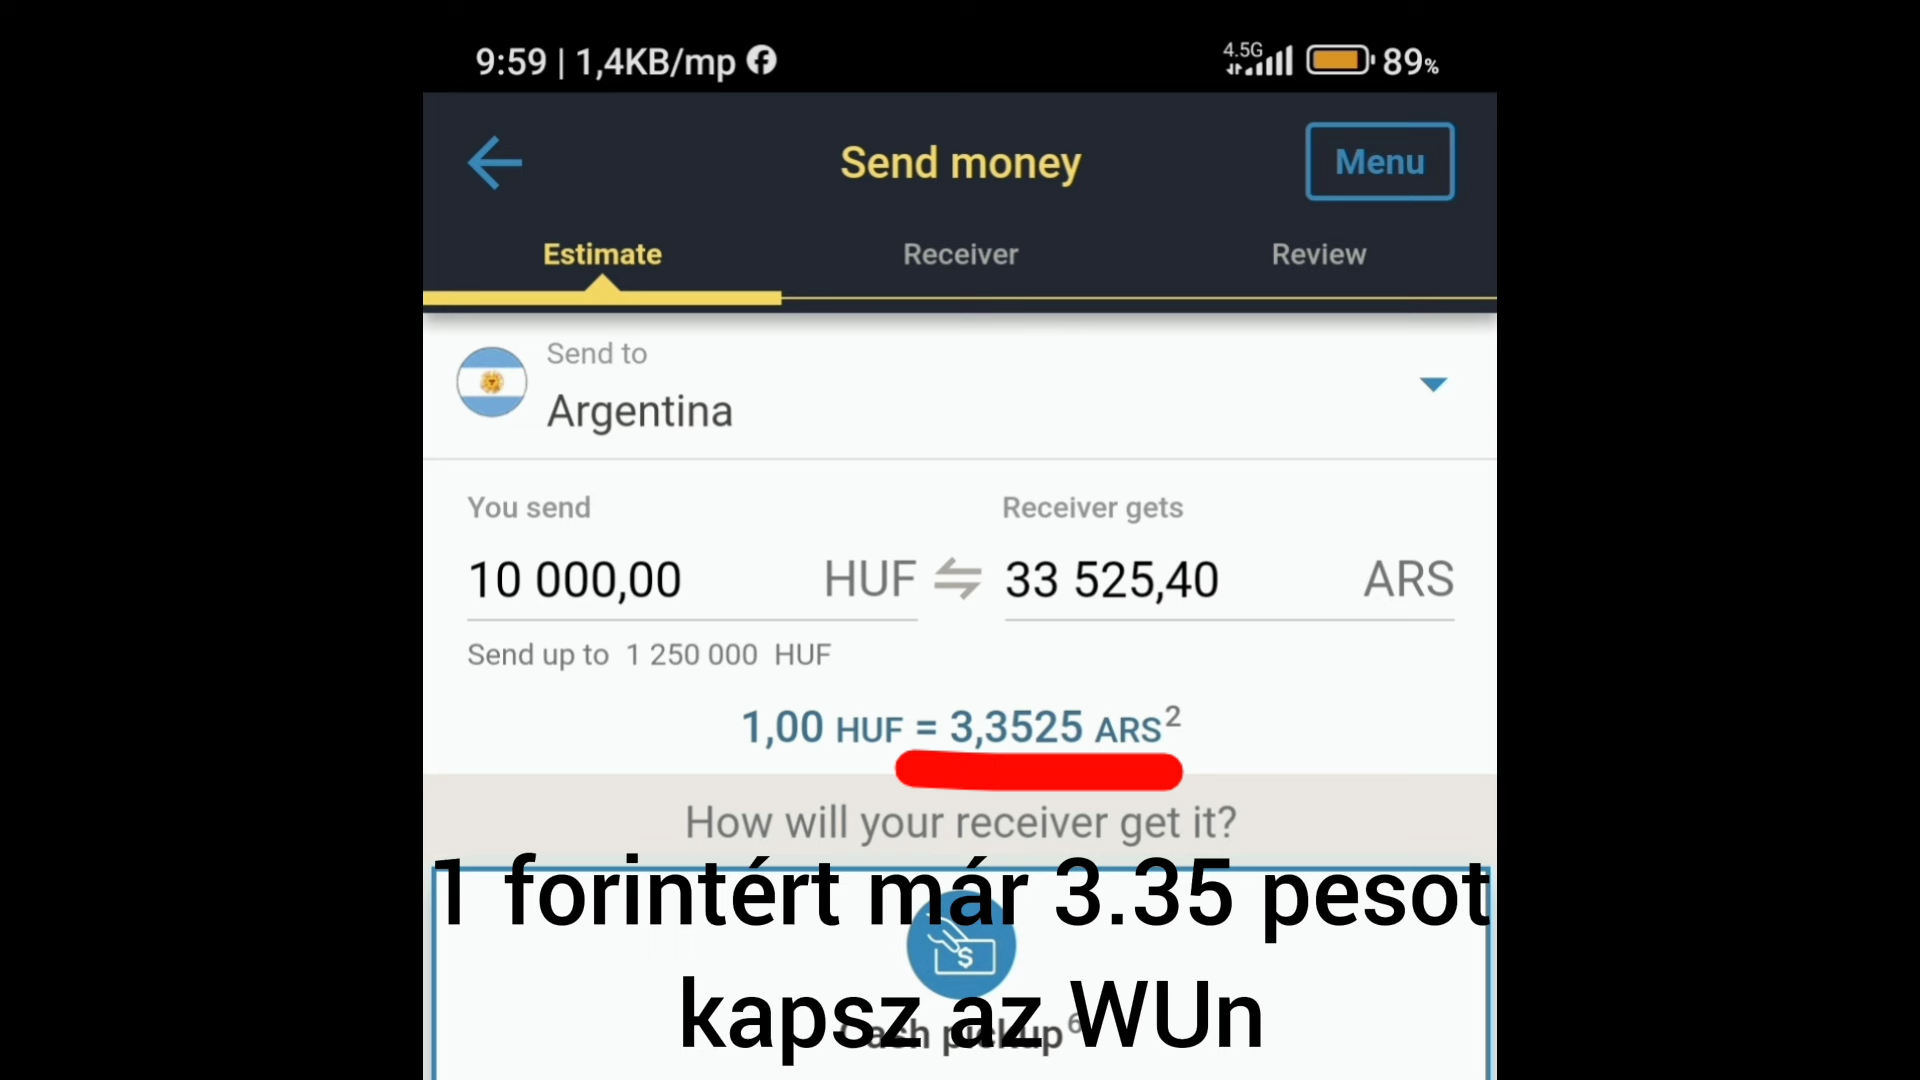 9:59 | 1,4KB/mp
4.5G 89%
Send money
Menu
Estimate
Receiver
Review
Send to
Argentina
You send
Receiver gets
10 000,00 HUF
33 525,40 ARS
Send up to 1 250 000 HUF
1,00 HUF = 3,3525 ARS²
How will your receiver get it?
1 forintért már 3.35 pesot
kapsz az WUn
Cash pickup⁶